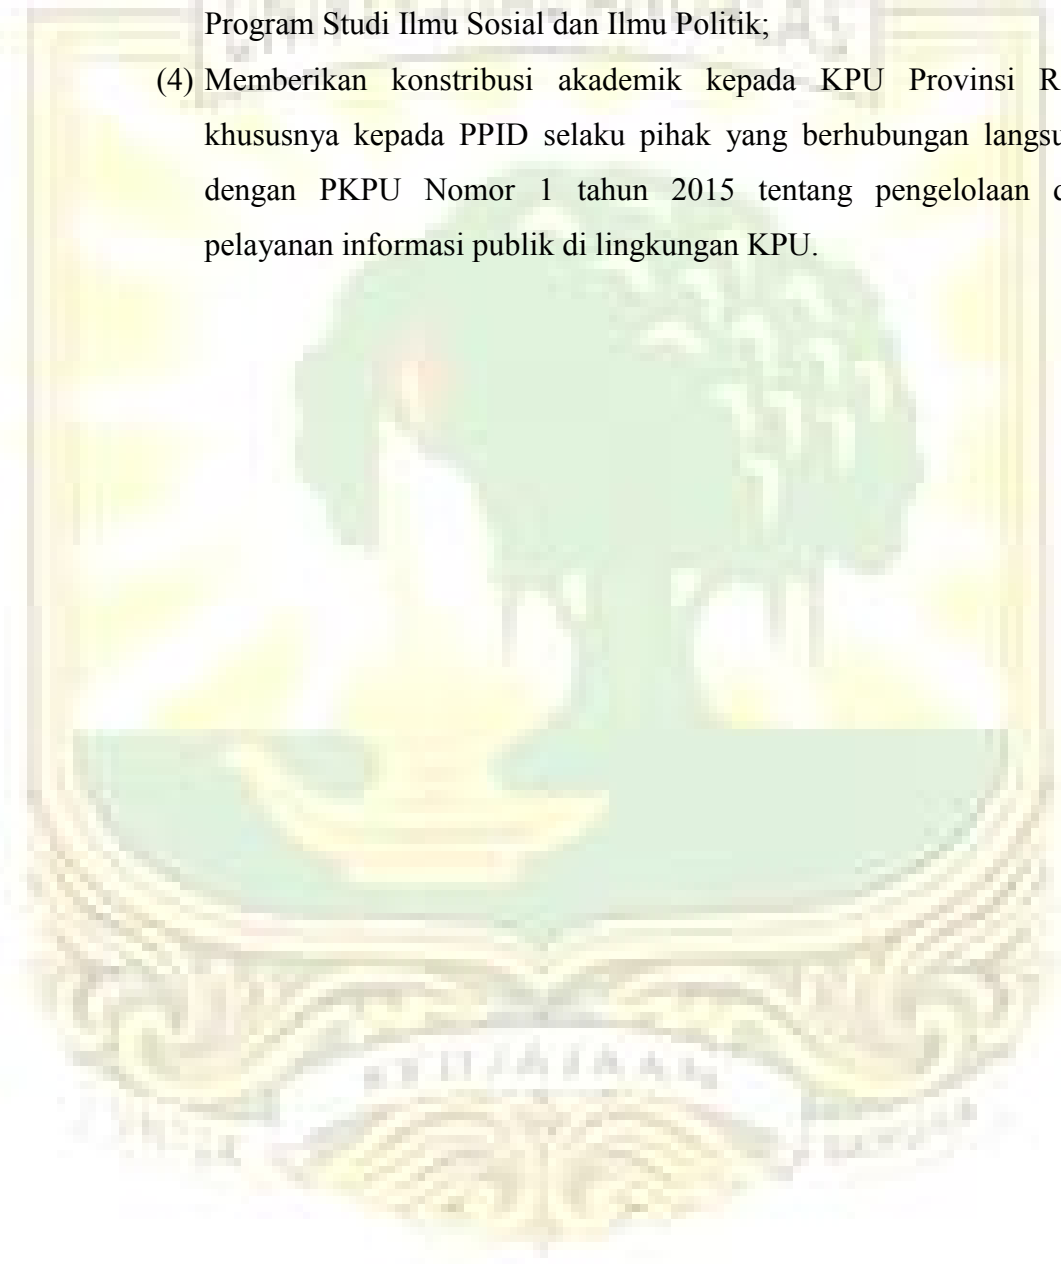 Program Studi Ilmu Sosial dan Ilmu Politik;
(4) Memberikan konstribusi akademik kepada KPU Provinsi R
khususnya kepada PPID selaku pihak yang berhubungan langsu
dengan PKPU Nomor 1 tahun 2015 tentang pengelolaan d
pelayanan informasi publik di lingkungan KPU.